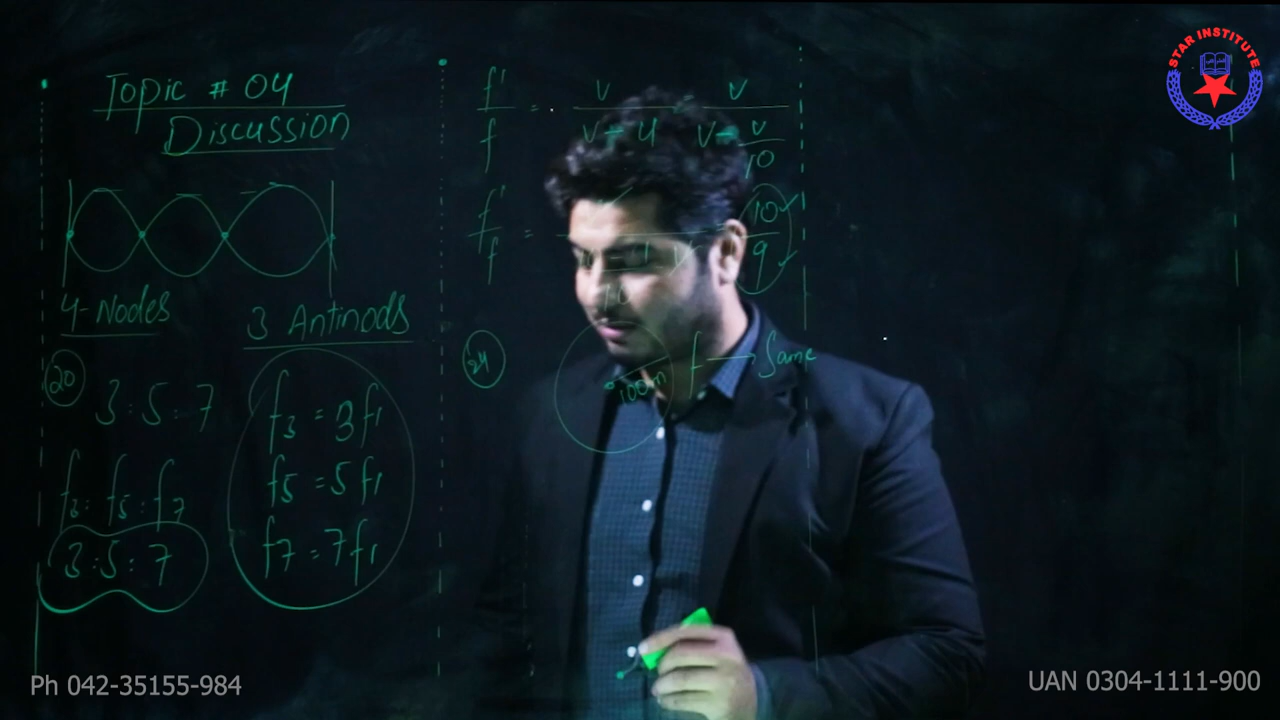 Topic # 04
Discussion
4-Nodes
3 Antinods
20
3 : 5 : 7
f3 : f5 : f7
3 : 5 : 7
f3 = 3f1
f5 = 5f1
f7 = 7f1
f'/f = v/v-u v/v-v/10
f'/f = 10/9
24
100m
f → Same
STAR INSTITUTE
Ph 042-35155-984
UAN 0304-1111-900